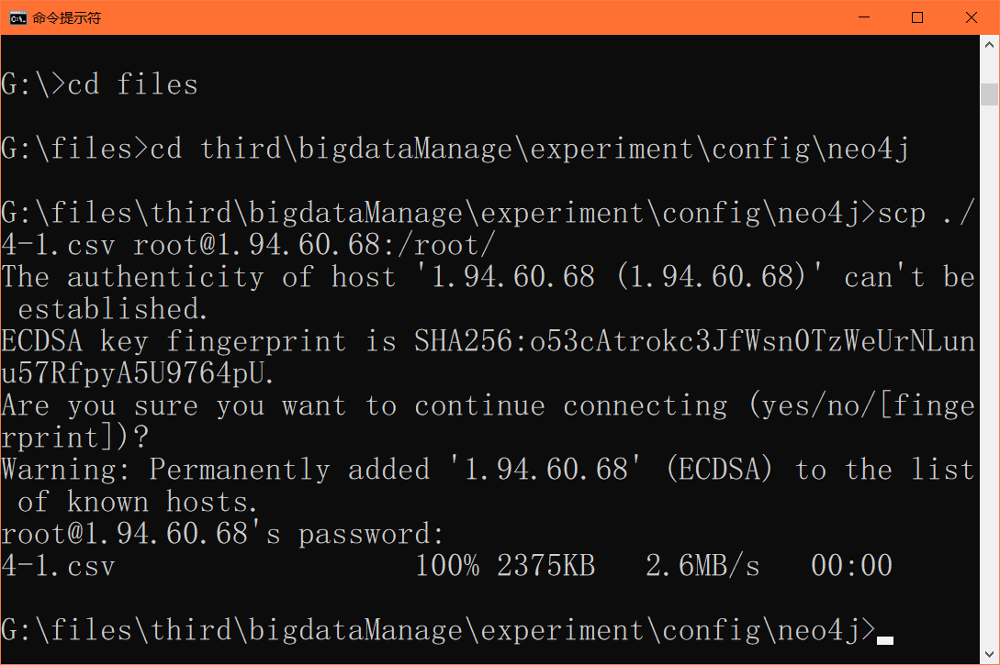 命令提示符
G:\>cd files
G:\files>cd third\bigdataManage\experiment\config\neo4j
G:\files\third\bigdataManage\experiment\config\neo4j>scp ./
4-1.csv root@1.94.60.68:/root/
The authenticity of host '1.94.60.68 (1.94.60.68)' can't be
 established.
ECDSA key fingerprint is SHA256:o53cAtrokc3JfWsn0TzWeUrNLun
u57RfpyA5U9764pU.
Are you sure you want to continue connecting (yes/no/[finge
rprint])?
Warning: Permanently added '1.94.60.68' (ECDSA) to the list
 of known hosts.
root@1.94.60.68's password:
4-1.csv                  100% 2375KB   2.6MB/s   00:00
G:\files\third\bigdataManage\experiment\config\neo4j>